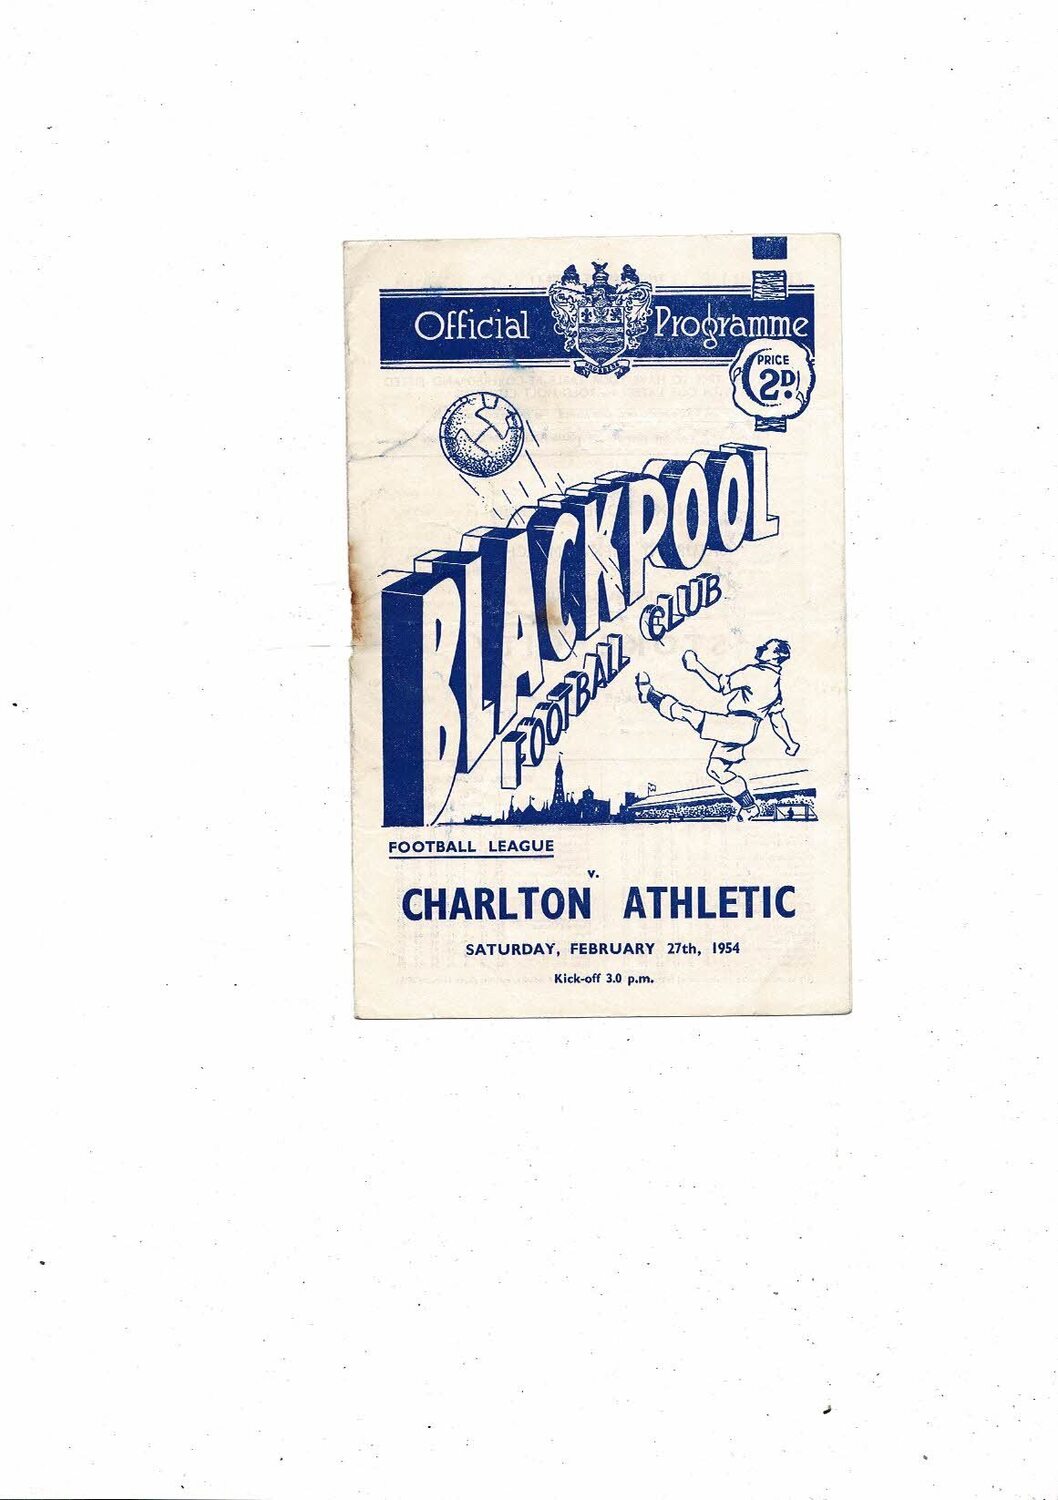 Official Programme
PRICE
2D.
BLACKPOOL
FOOTBALL CLUB
FOOTBALL LEAGUE
v.
CHARLTON ATHLETIC
SATURDAY, FEBRUARY 27th, 1954
Kick-off 3.0 p.m.